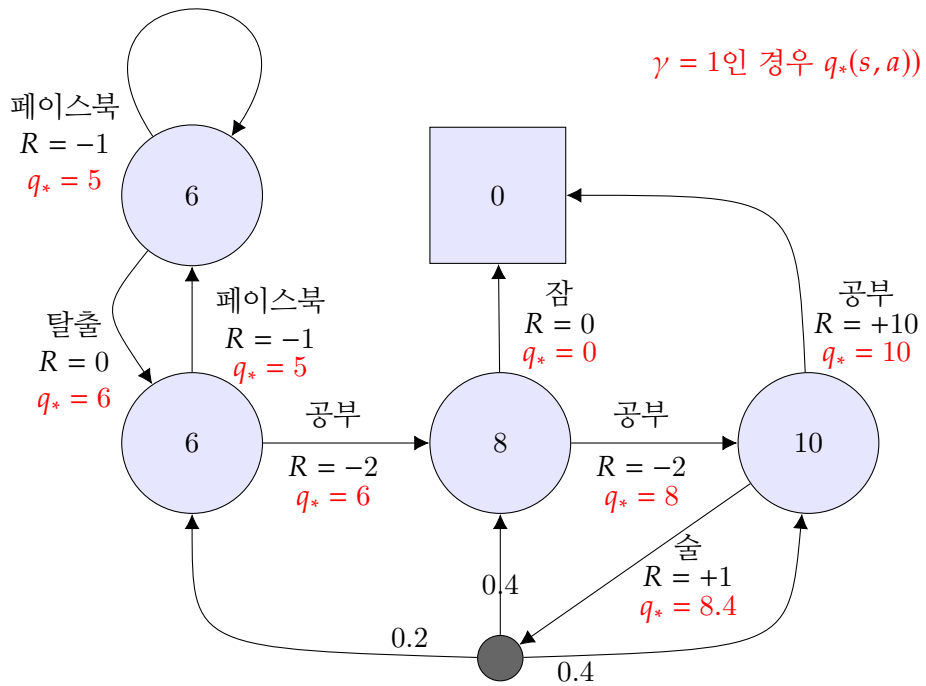 γ = 1인 경우 q*(s, a))
페이스북
R = −1
q* = 5
6
0
탈출
R = 0
q* = 6
페이스북
R = −1
q* = 5
잠
R = 0
q* = 0
공부
R = +10
q* = 10
6
공부
R = −2
q* = 6
8
공부
R = −2
q* = 8
10
술
R = +1
q* = 8.4
0.4
0.2
0.4